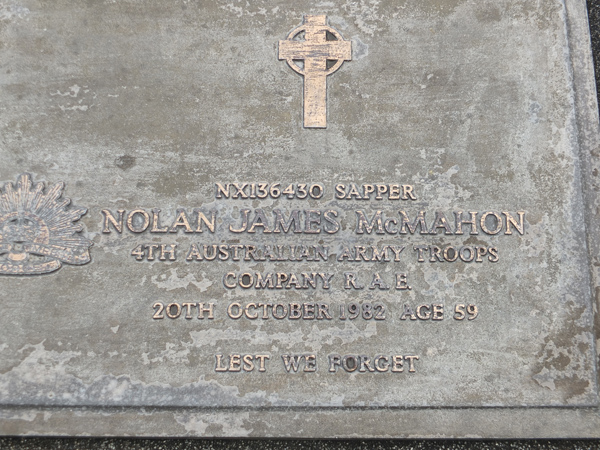 NX136430 SAPPER
NOLAN JAMES McMAHON
4TH AUSTRALIAN ARMY TROOPS
COMPANY R.A.E.
20TH OCTOBER 1982 AGE 59
LEST WE FORGET